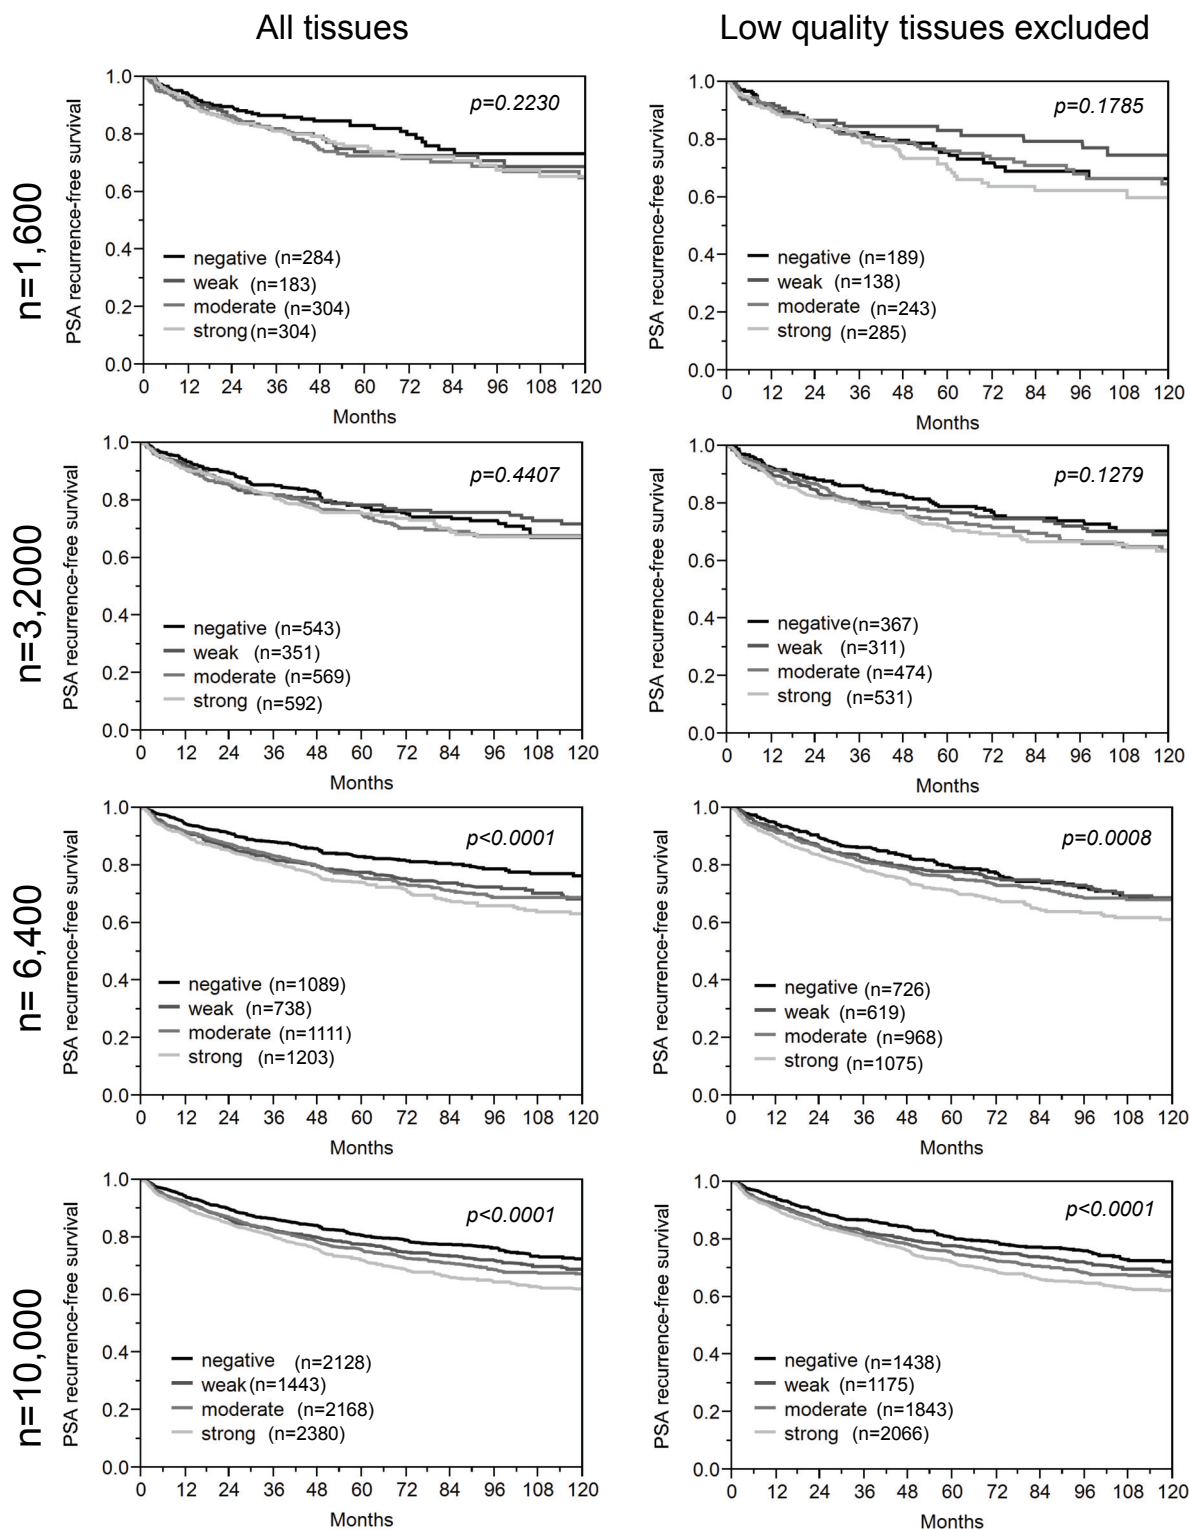 All tissues
Low quality tissues excluded
n=1,600
PSA recurrence-free survival
1.0
0.8
0.6
0.4
0.2
0.0
p=0.2230
negative (n=284)
weak (n=183)
moderate (n=304)
strong (n=304)
0 12 24 36 48 60 72 84 96 108 120
Months
PSA recurrence-free survival
1.0
0.8
0.6
0.4
0.2
0.0
p=0.1785
negative (n=189)
weak (n=138)
moderate (n=243)
strong (n=285)
0 12 24 36 48 60 72 84 96 108 120
Months
n=3,2000
PSA recurrence-free survival
1.0
0.8
0.6
0.4
0.2
0.0
p=0.4407
negative (n=543)
weak (n=351)
moderate (n=569)
strong (n=592)
0 12 24 36 48 60 72 84 96 108 120
Months
PSA recurrence-free survival
1.0
0.8
0.6
0.4
0.2
0.0
p=0.1279
negative (n=367)
weak (n=311)
moderate (n=474)
strong (n=531)
0 12 24 36 48 60 72 84 96 108 120
Months
n= 6,400
PSA recurrence-free survival
1.0
0.8
0.6
0.4
0.2
0.0
p<0.0001
negative (n=1089)
weak (n=738)
moderate (n=1111)
strong (n=1203)
0 12 24 36 48 60 72 84 96 108 120
Months
PSA recurrence-free survival
1.0
0.8
0.6
0.4
0.2
0.0
p=0.0008
negative (n=726)
weak (n=619)
moderate (n=968)
strong (n=1075)
0 12 24 36 48 60 72 84 96 108 120
Months
n=10,000
PSA recurrence-free survival
1.0
0.8
0.6
0.4
0.2
0.0
p<0.0001
negative (n=2128)
weak (n=1443)
moderate (n=2168)
strong (n=2380)
0 12 24 36 48 60 72 84 96 108 120
Months
PSA recurrence-free survival
1.0
0.8
0.6
0.4
0.2
0.0
p<0.0001
negative (n=1438)
weak (n=1175)
moderate (n=1843)
strong (n=2066)
0 12 24 36 48 60 72 84 96 108 120
Months